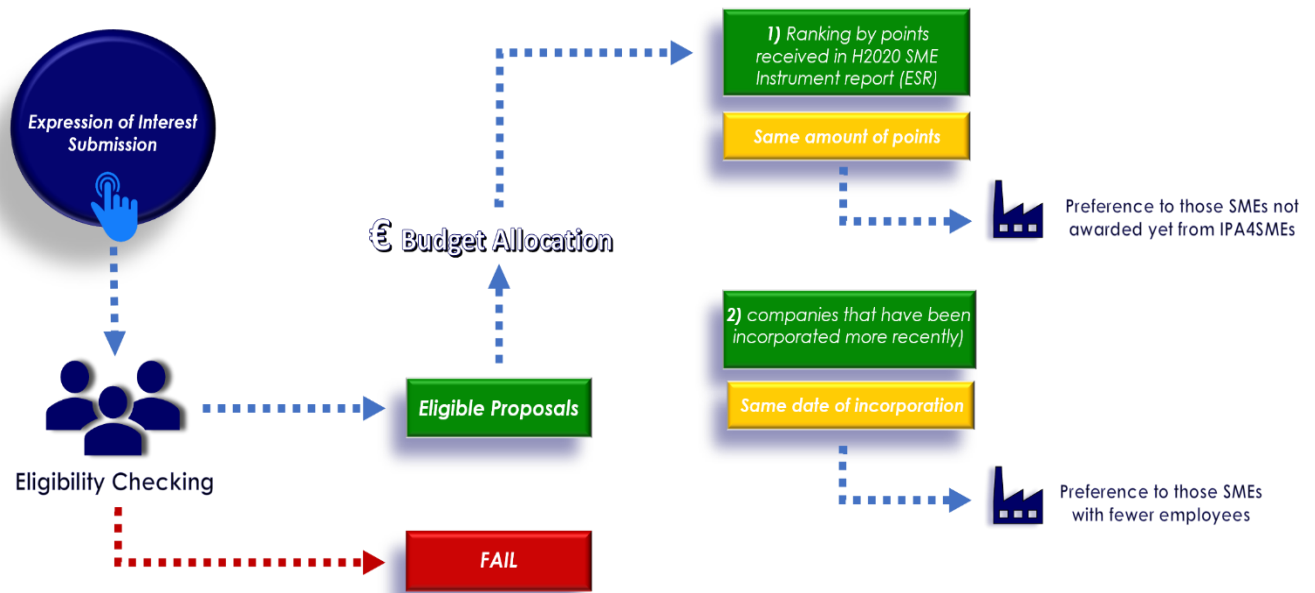 Expression of Interest
Submission
Eligibility Checking
Eligible Proposals
FAIL
€ Budget Allocation
1) Ranking by points
received in H2020 SME
Instrument report (ESR)
Same amount of points
Preference to those SMEs not
awarded yet from IPA4SMEs
2) companies that have been
incorporated more recently)
Same date of incorporation
Preference to those SMEs
with fewer employees